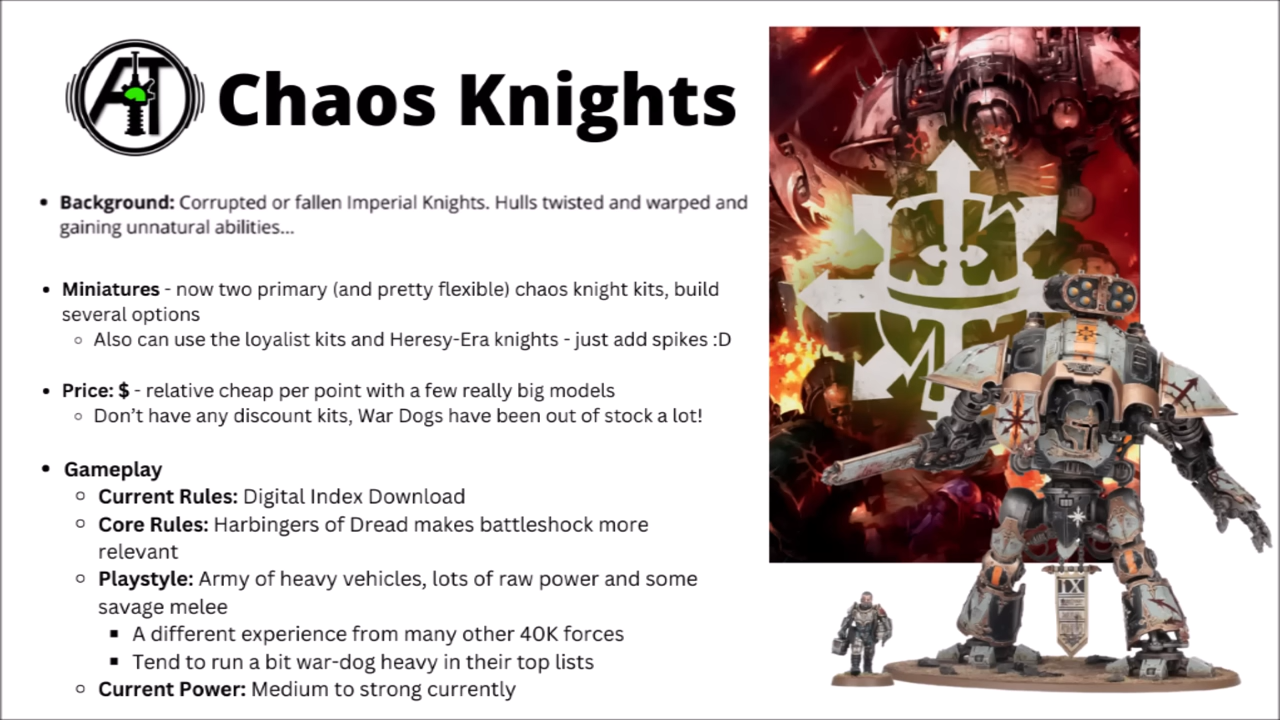 AT
Chaos Knights
• Background: Corrupted or fallen Imperial Knights. Hulls twisted and warped and
gaining unnatural abilities...
• Miniatures - now two primary (and pretty flexible) chaos knight kits, build
several options
○ Also can use the loyalist kits and Heresy-Era knights - just add spikes :D
• Price: $ - relative cheap per point with a few really big models
○ Don’t have any discount kits, War Dogs have been out of stock a lot!
• Gameplay
○ Current Rules: Digital Index Download
○ Core Rules: Harbingers of Dread makes battleshock more
relevant
○ Playstyle: Army of heavy vehicles, lots of raw power and some
savage melee
▪ A different experience from many other 40K forces
▪ Tend to run a bit war-dog heavy in their top lists
○ Current Power: Medium to strong currently
IX